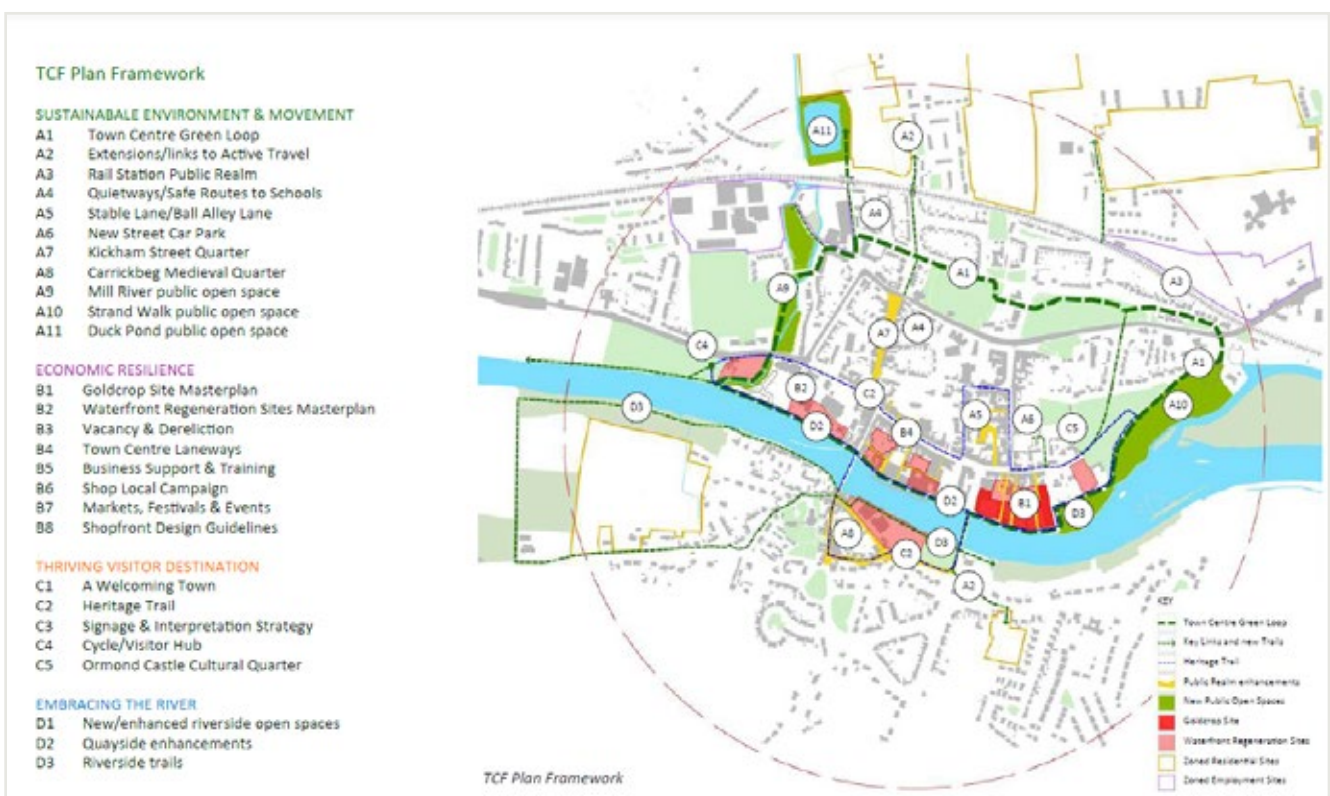 TCF Plan Framework
SUSTAINABALE ENVIRONMENT & MOVEMENT
A1 Town Centre Green Loop
A2 Extensions/links to Active Travel
A3 Rail Station Public Realm
A4 Quietways/Safe Routes to Schools
A5 Stable Lane/Ball Alley Lane
A6 New Street Car Park
A7 Kickham Street Quarter
A8 Carrickbeg Medieval Quarter
A9 Mill River public open space
A10 Strand Walk public open space
A11 Duck Pond public open space
ECONOMIC RESILIENCE
B1 Goldcrop Site Masterplan
B2 Waterfront Regeneration Sites Masterplan
B3 Vacancy & Dereliction
B4 Town Centre Laneways
B5 Business Support & Training
B6 Shop Local Campaign
B7 Markets, Festivals & Events
B8 Shopfront Design Guidelines
THRIVING VISITOR DESTINATION
C1 A Welcoming Town
C2 Heritage Trail
C3 Signage & Interpretation Strategy
C4 Cycle/Visitor Hub
C5 Ormond Castle Cultural Quarter
EMBRACING THE RIVER
D1 New/enhanced riverside open spaces
D2 Quayside enhancements
D3 Riverside trails
A11
A2
A4
A1
A3
A9
A7
A4
C4
A1
B2
C2
D3
A10
A5
A6
C5
D2
B4
D2
B1
D3
A8
D3
C3
A2
KEY
Town Centre Green Loop
Key Links and new Trails
Heritage Trail
Public Realm enhancements
New Public Open Spaces
Goldcrop Site
Waterfront Regeneration Sites
Zoned Residential Sites
Zoned Employment Sites
TCF Plan Framework